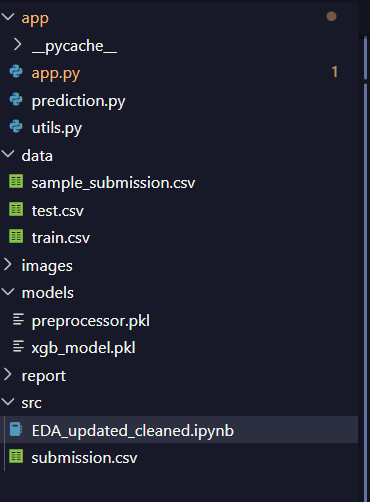 app
__pycache__
app.py 1
prediction.py
utils.py
data
sample_submission.csv
test.csv
train.csv
images
models
preprocessor.pkl
xgb_model.pkl
report
src
EDA_updated_cleaned.ipynb
submission.csv